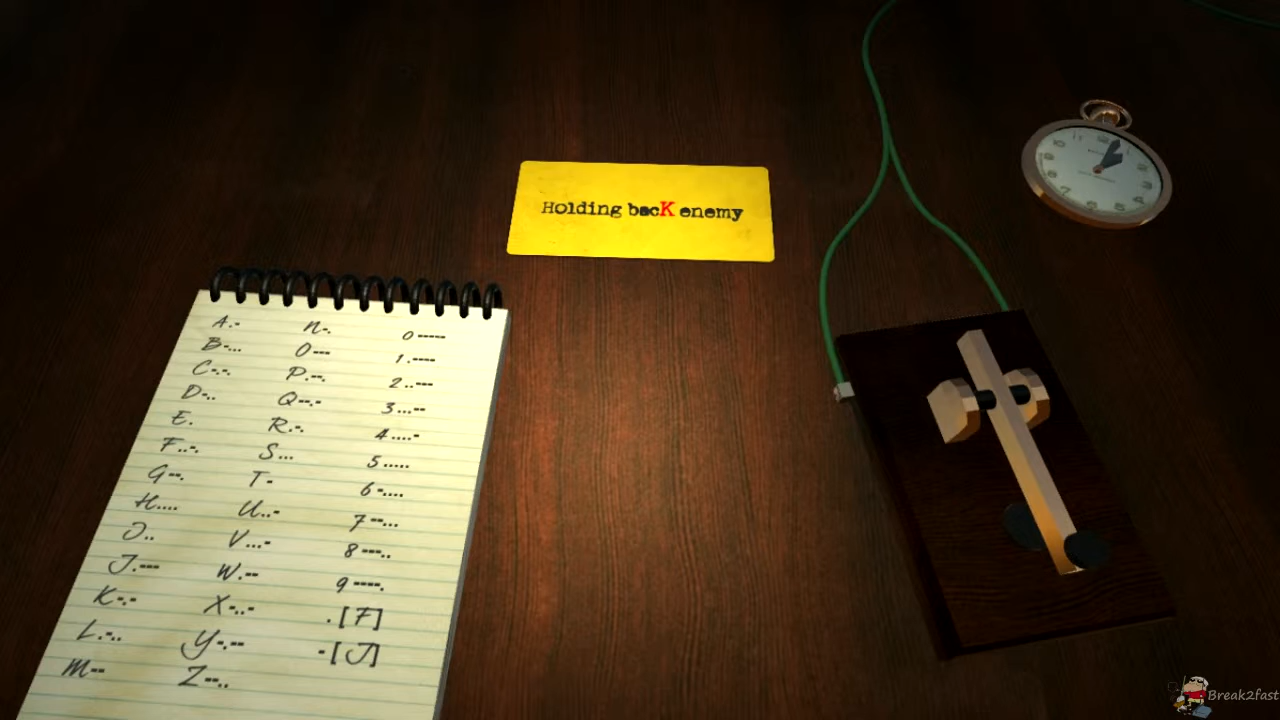 Holding bacK enemy
A.- N-. 0-----
B-... O--- 1.----
C-.-. P.--. 2..---
D-.. Q--.- 3...--
E. R.-. 4....-
F..-. S... 5.....
G--. T- 6-....
H.... U..- 7--...
I.. V...- 8---..
J.--- W.-- 9----.
K-.- X-..- .[F]
L.-.. Y-.-- -[J]
M-- Z--..
Break2fast